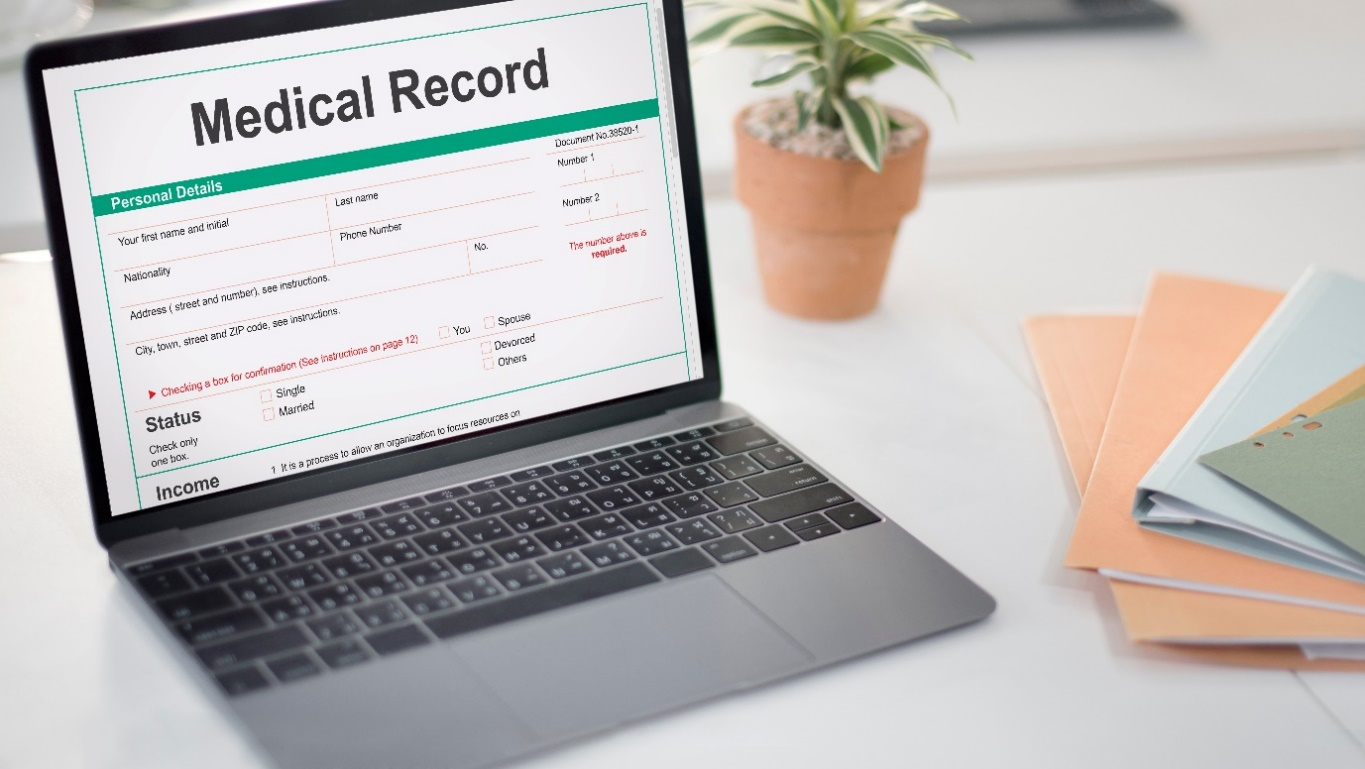 Medical Record
Personal Details
Document No.38520-1
Your first name and initial
Last name
Number 1
Nationality
Phone Number
Number 2
Address ( street and number), see instructions.
No.
The number above is
required.
City, town, street and ZIP code, see instructions.
Checking a box for confirmation (See instructions on page 12)
You
Spouse
Devorced
Others
Status
Single
Married
Check only
one box.
Income
1 It is a process to allow an organization to focus resources on